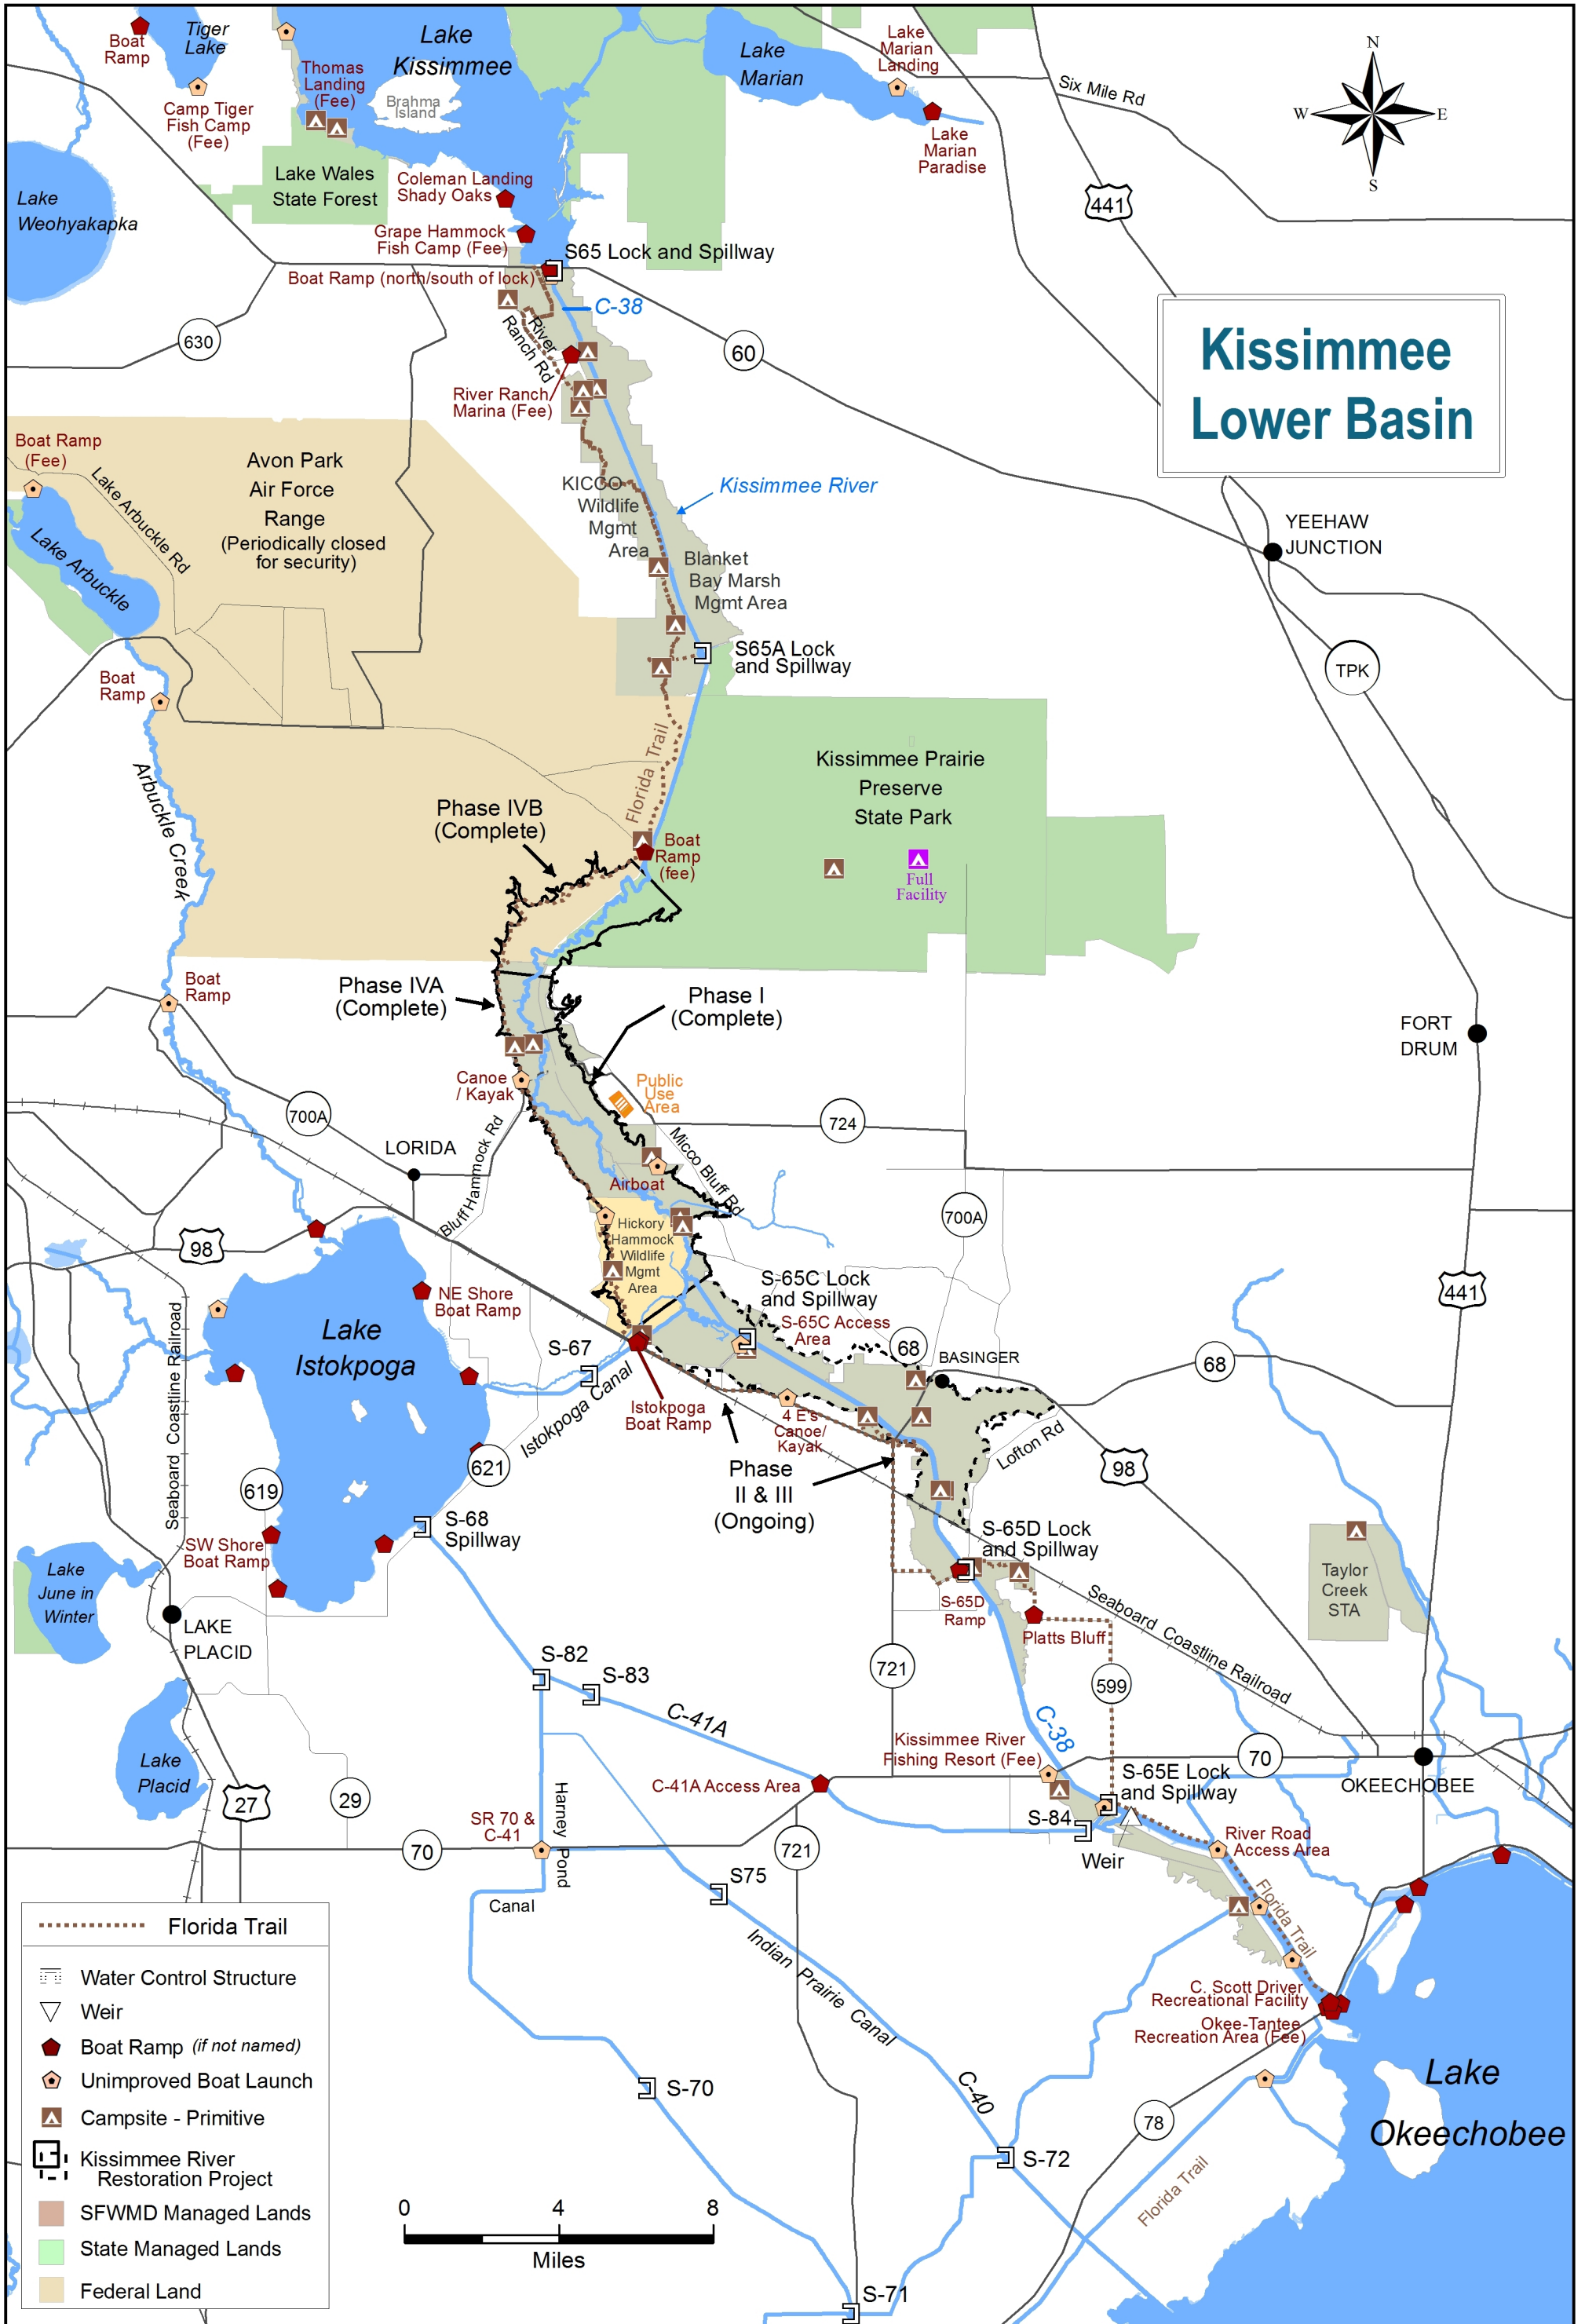 Kissimmee
Lower Basin
N
W
E
S
Boat
Ramp
Tiger
Lake
Camp Tiger
Fish Camp
(Fee)
Thomas
Landing
(Fee)
Lake
Kissimmee
Brahma
Island
Lake
Marian
Lake
Marian
Landing
Lake
Marian
Paradise
Six Mile Rd
441
Lake
Weohyakapka
Lake Wales
State Forest
Coleman Landing
Shady Oaks
Grape Hammock
Fish Camp (Fee)
S65 Lock and Spillway
Boat Ramp (north/south of lock)
C-38
630
60
River
Ranch Rd
River Ranch
Marina (Fee)
Boat Ramp
(Fee)
Lake Arbuckle Rd
Lake Arbuckle
Avon Park
Air Force
Range
(Periodically closed
for security)
KICCO
Wildlife
Mgmt
Area
Kissimmee River
Blanket
Bay Marsh
Mgmt Area
YEEHAW
JUNCTION
S65A Lock
and Spillway
TPK
Boat
Ramp
Arbuckle Creek
Florida Trail
Kissimmee Prairie
Preserve
State Park
Full
Facility
Phase IVB
(Complete)
Boat
Ramp
(fee)
Boat
Ramp
Phase IVA
(Complete)
Phase I
(Complete)
FORT
DRUM
Canoe
/ Kayak
Public
Use
Area
700A
724
LORIDA
Bluff Hammock Rd
Micco Bluff Rd
Airboat
700A
98
Hickory
Hammock
Wildlife
Mgmt
Area
S-65C Lock
and Spillway
S-65C Access
Area
441
NE Shore
Boat Ramp
Lake
Istokpoga
Seaboard Coastline Railroad
S-67
Istokpoga Canal
Istokpoga
Boat Ramp
68
BASINGER
68
4 E's
Canoe/
Kayak
Lofton Rd
98
621
619
Phase
II & III
(Ongoing)
S-68
Spillway
SW Shore
Boat Ramp
S-65D Lock
and Spillway
S-65D
Ramp
Platts Bluff
Seaboard Coastline Railroad
Taylor
Creek
STA
Lake
June in
Winter
LAKE
PLACID
S-82
S-83
C-41A
721
599
C-38
Lake
Placid
27
29
Kissimmee River
Fishing Resort (Fee)
C-41A Access Area
70
S-65E Lock
and Spillway
OKEECHOBEE
S-84
Weir
SR 70 &
C-41
Harney Pond
Canal
70
721
River Road
Access Area
S75
Indian Prairie Canal
Florida Trail
C. Scott Driver
Recreational Facility
Okee-Tantee
Recreation Area (Fee)
S-70
C-40
78
S-72
Florida Trail
Lake
Okeechobee
S-71
Florida Trail
Water Control Structure
Weir
Boat Ramp (if not named)
Unimproved Boat Launch
Campsite - Primitive
Kissimmee River
Restoration Project
SFWMD Managed Lands
State Managed Lands
Federal Land
0 4 8
Miles